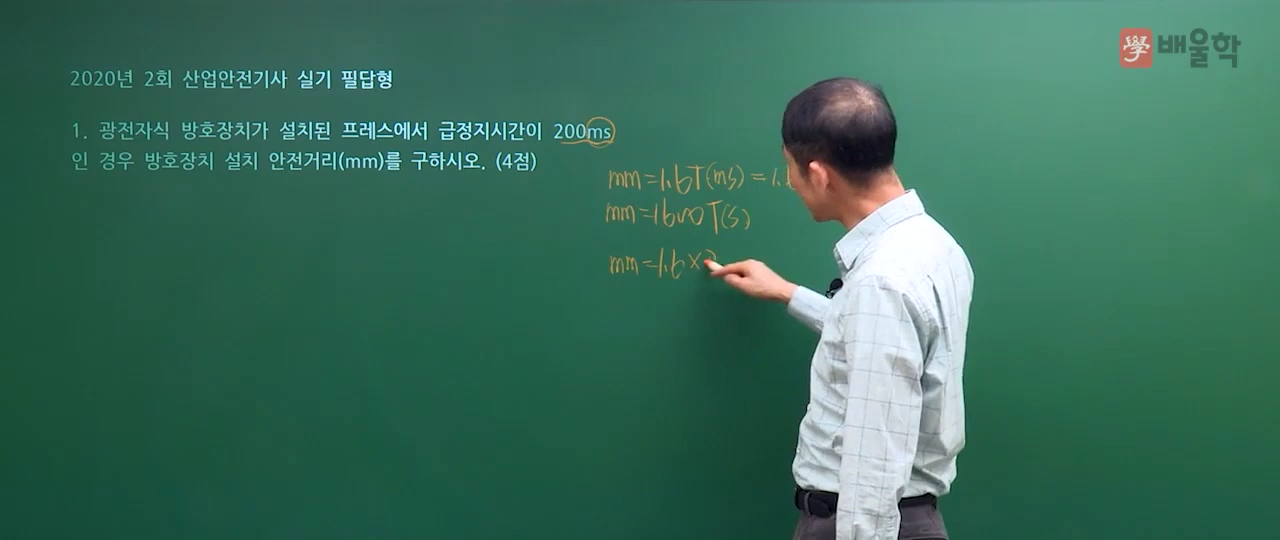 學 배울학
2020년 2회 산업안전기사 실기 필답형
1. 광전자식 방호장치가 설치된 프레스에서 급정지시간이 200ms
인 경우 방호장치 설치 안전거리(mm)를 구하시오. (4점)
mm=1.6T(ms) = 1.6
mm=1600T(s)
mm=1.6×2